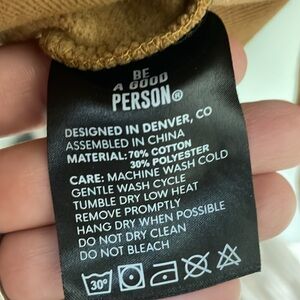 BE
A GOOD
PERSON®
DESIGNED IN DENVER, CO
ASSEMBLED IN CHINA
MATERIAL: 70% COTTON
30% POLYESTER
CARE: MACHINE WASH COLD
GENTLE WASH CYCLE
TUMBLE DRY LOW HEAT
REMOVE PROMPTLY
HANG DRY WHEN POSSIBLE
DO NOT DRY CLEAN
DO NOT BLEACH
30°